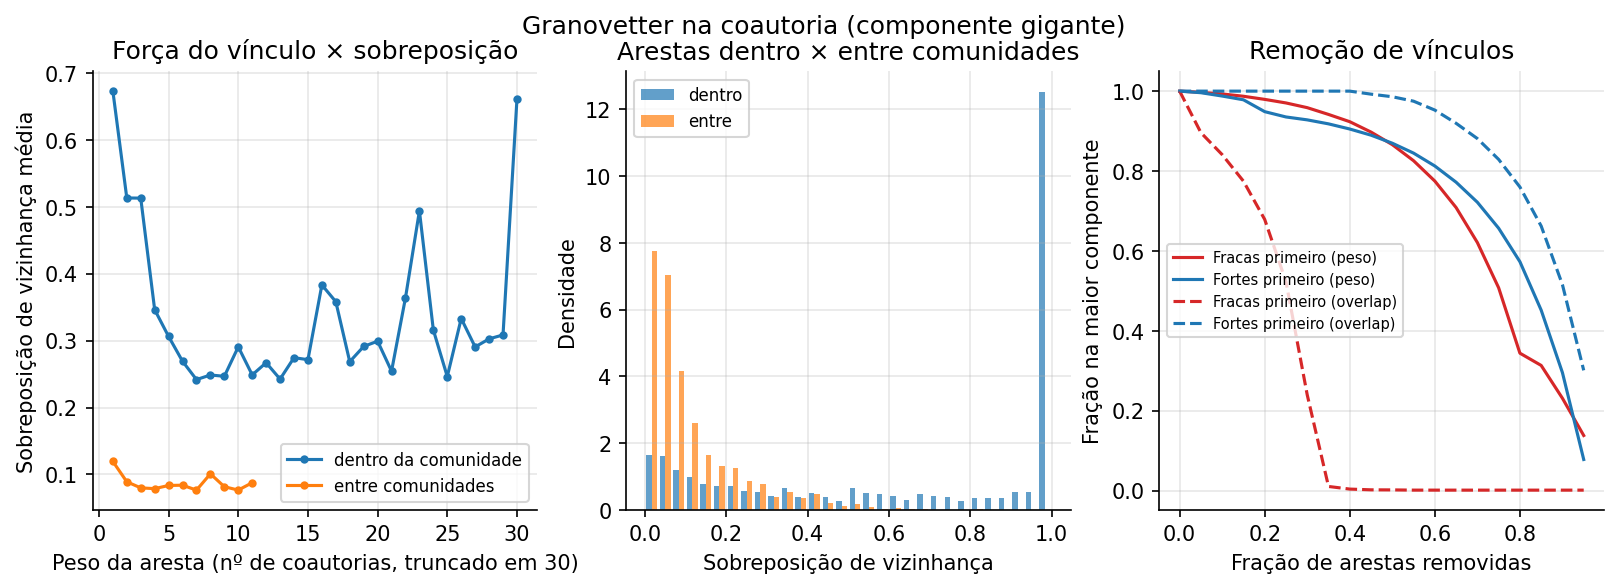 Granovetter na coautoria (componente gigante)
Força do vínculo × sobreposição
Sobreposição de vizinhança média
0.7
0.6
0.5
0.4
0.3
0.2
0.1
dentro da comunidade
entre comunidades
0 5 10 15 20 25 30
Peso da aresta (nº de coautorias, truncado em 30)
Arestas dentro × entre comunidades
Densidade
12
10
8
6
4
2
0
dentro
entre
0.0 0.2 0.4 0.6 0.8 1.0
Sobreposição de vizinhança
Remoção de vínculos
Fração na maior componente
1.0
0.8
0.6
0.4
0.2
0.0
Fracas primeiro (peso)
Fortes primeiro (peso)
Fracas primeiro (overlap)
Fortes primeiro (overlap)
0.0 0.2 0.4 0.6 0.8
Fração de arestas removidas